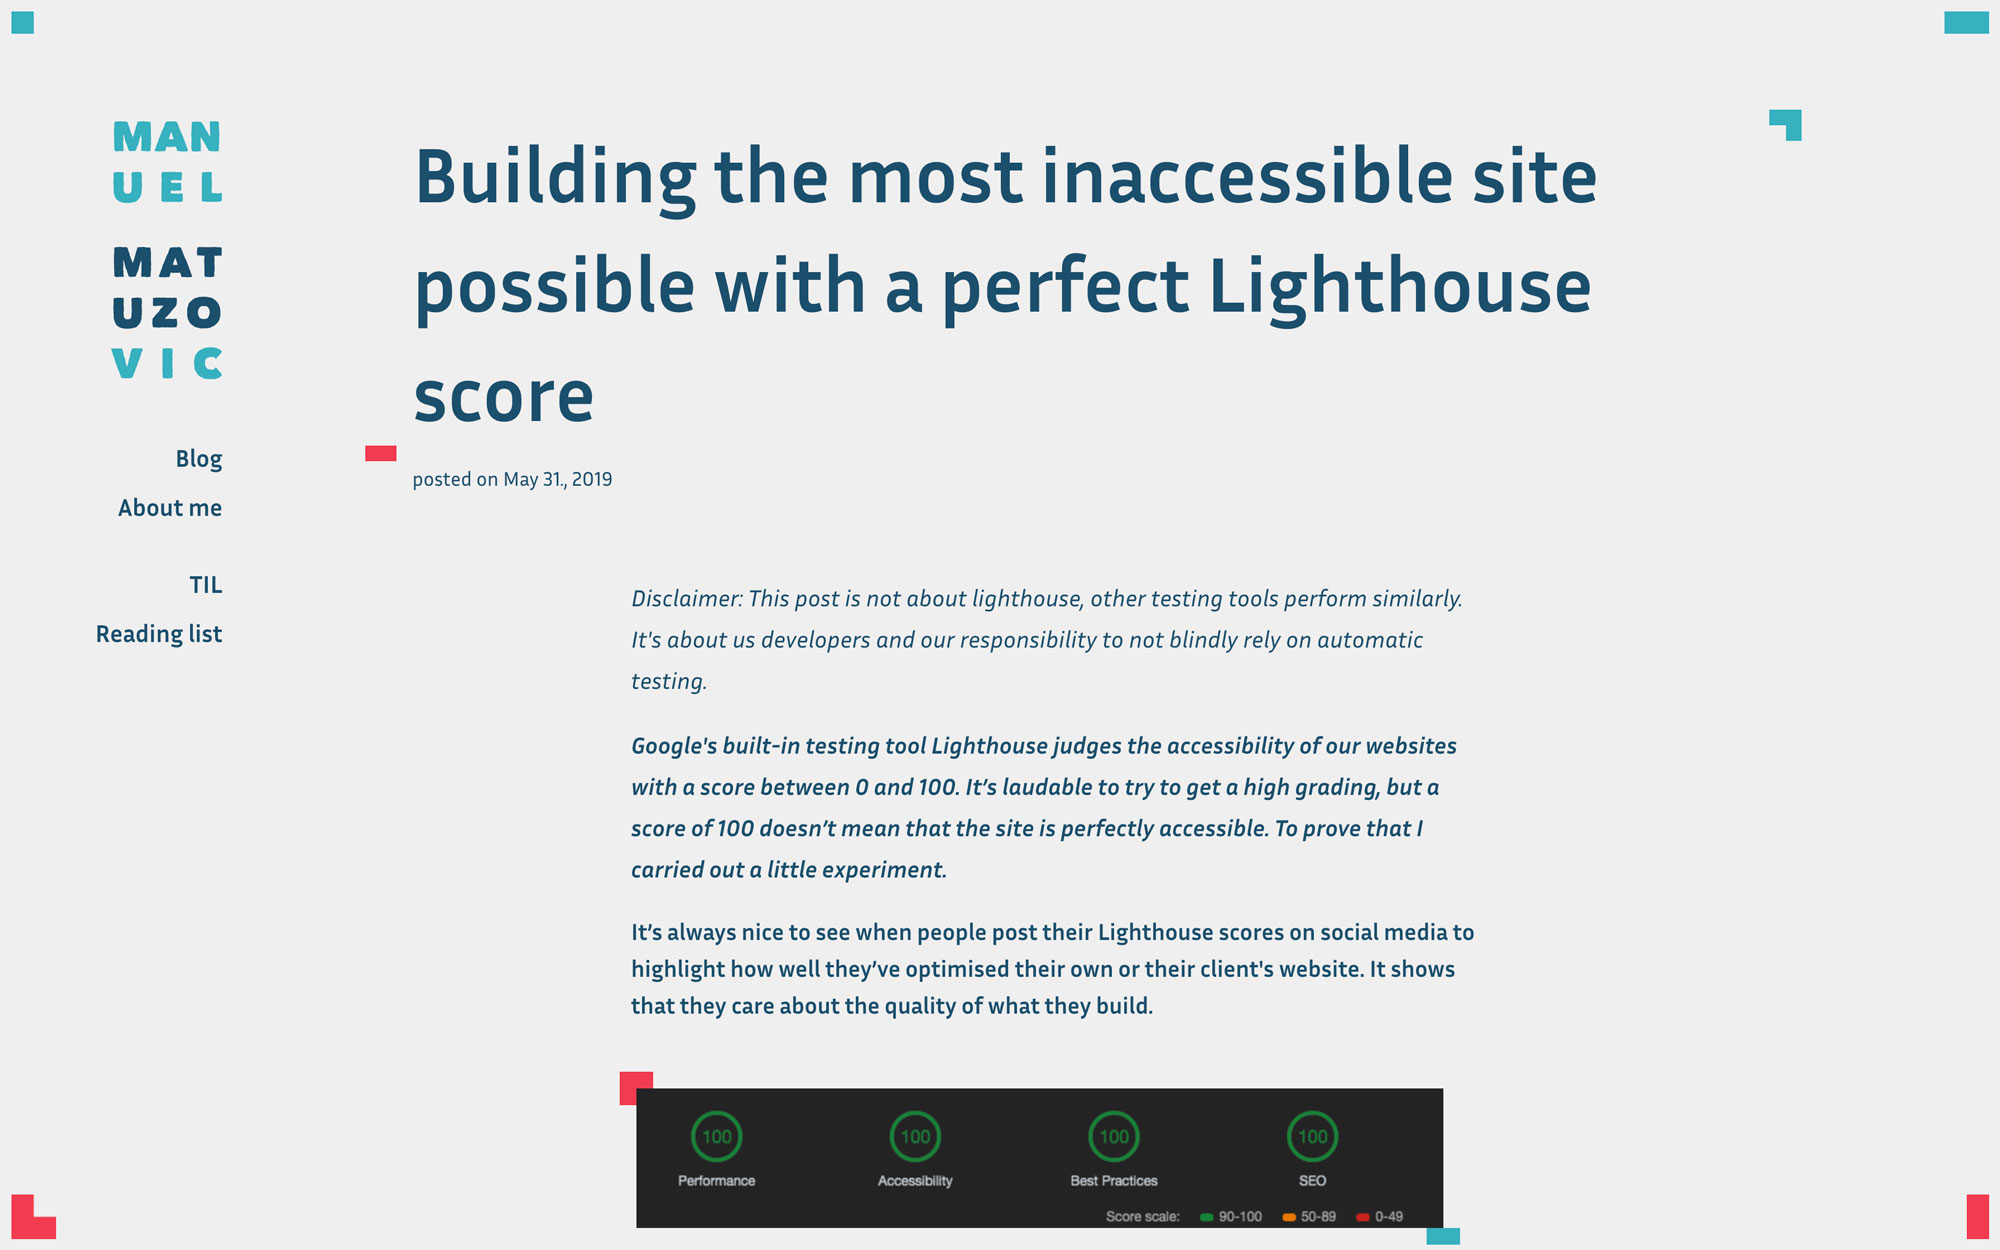 MAN
UEL
MAT
UZO
VIC
Blog
About me
TIL
Reading list
Building the most inaccessible site
possible with a perfect Lighthouse
score
posted on May 31., 2019
Disclaimer: This post is not about lighthouse, other testing tools perform similarly.
It's about us developers and our responsibility to not blindly rely on automatic
testing.
Google's built-in testing tool Lighthouse judges the accessibility of our websites
with a score between 0 and 100. It’s laudable to try to get a high grading, but a
score of 100 doesn’t mean that the site is perfectly accessible. To prove that I
carried out a little experiment.
It’s always nice to see when people post their Lighthouse scores on social media to
highlight how well they’ve optimised their own or their client's website. It shows
that they care about the quality of what they build.
100 100 100 100
Performance Accessibility Best Practices SEO
Score scale: 90-100 50-89 0-49